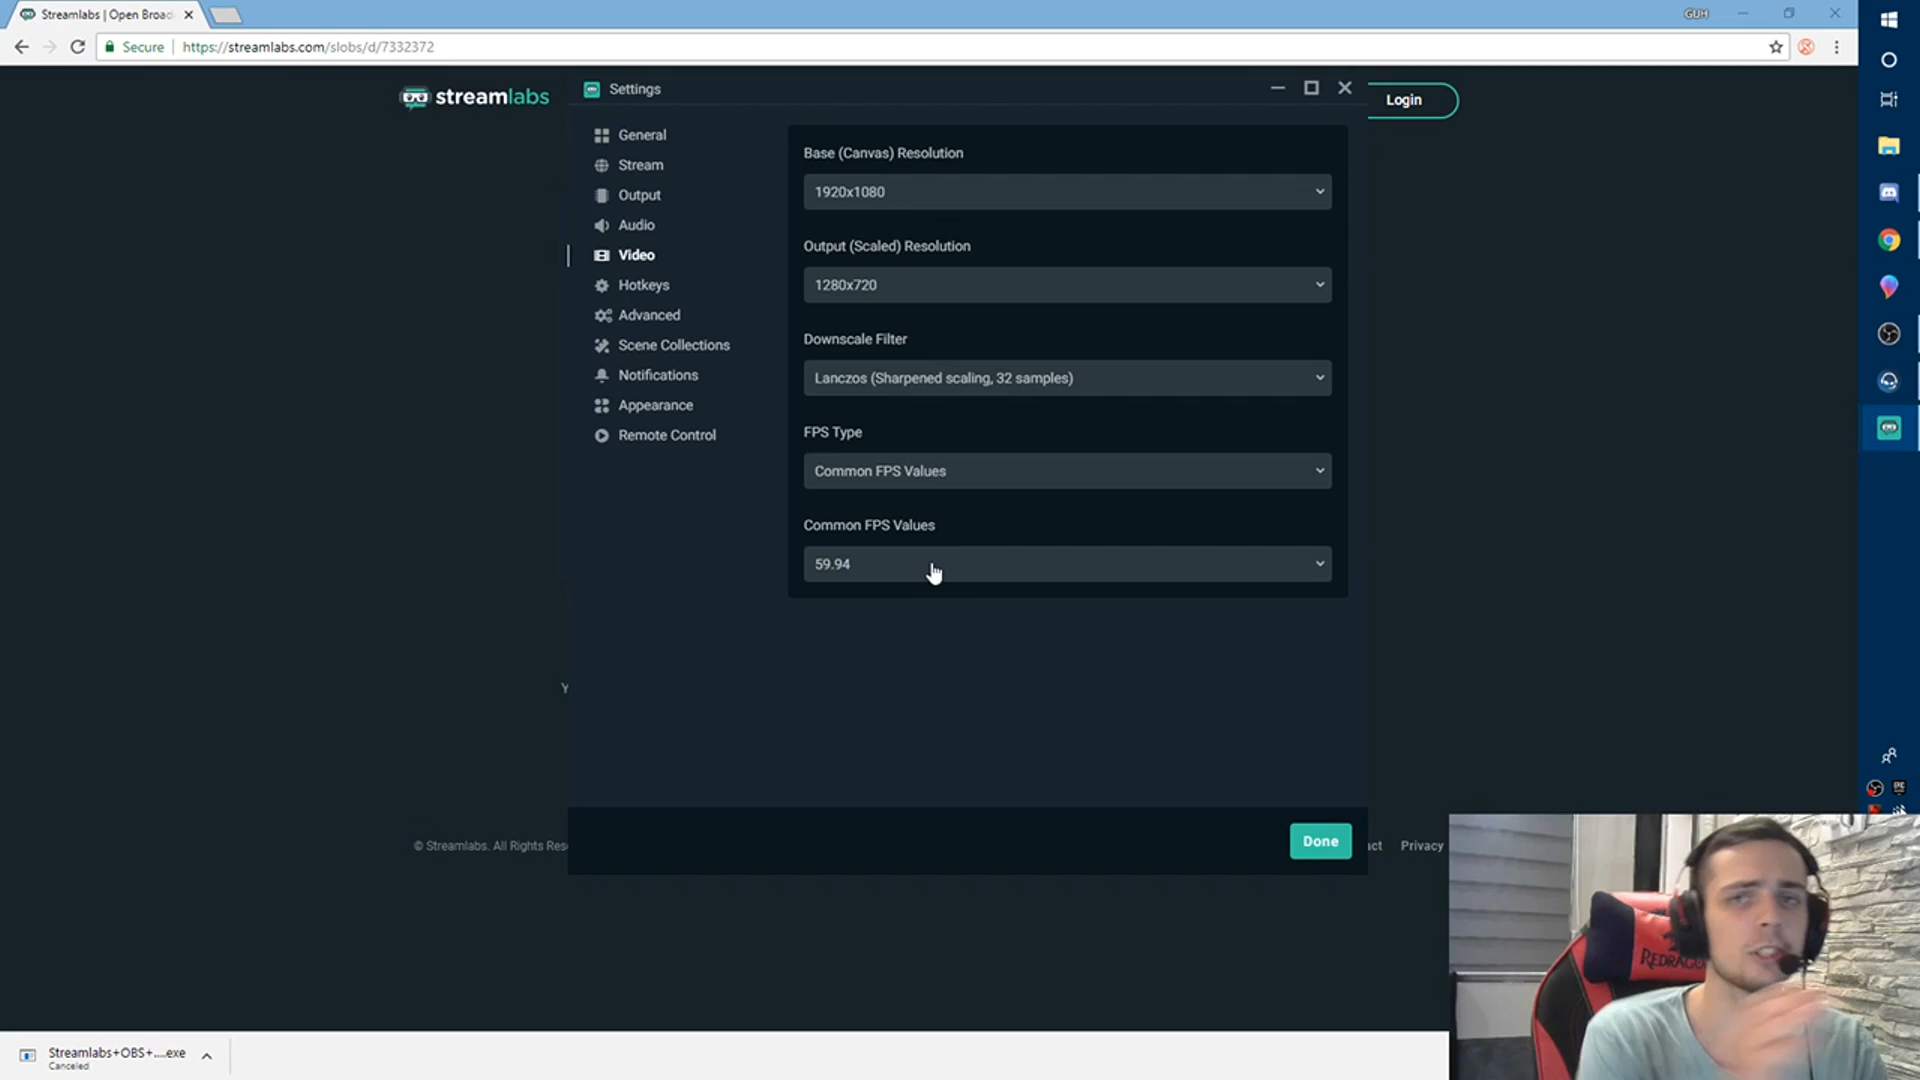 Streamlabs | Open Broad
GUH
Secure
https://streamlabs.com/slobs/d/7332372
streamlabs
Settings
Login
General
Stream
Output
Audio
Video
Hotkeys
Advanced
Scene Collections
Notifications
Appearance
Remote Control
Base (Canvas) Resolution
1920x1080
Output (Scaled) Resolution
1280x720
Downscale Filter
Lanczos (Sharpened scaling, 32 samples)
FPS Type
Common FPS Values
Common FPS Values
59.94
Y
Done
© Streamlabs. All Rights Res
ct
Privacy
EPIC
REDRAGO
Streamlabs+OBS+....exe
Canceled